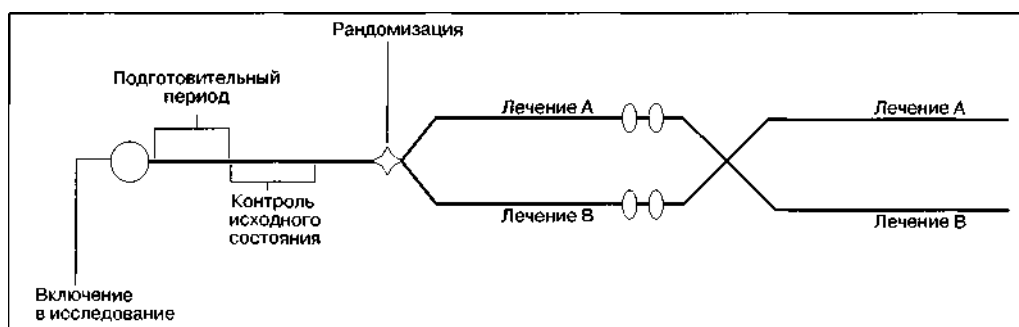 Рандомизация
Подготовительный
период
Лечение А
Лечение А
Контроль
исходного
состояния
Лечение В
Лечение В
Включение
в исследование